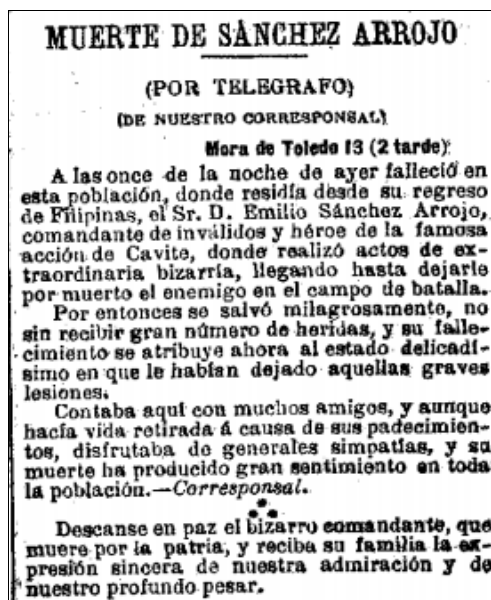 MUERTE DE SÁNCHEZ ARROJO
(POR TELEGRAFO)
(DE NUESTRO CORRESPONSAL)
Mora de Toledo 13 (2 tarde):
A las once de la noche de ayer falleció en
esta población, donde residía desde su regreso
de Filipinas, el Sr. D. Emilio Sánchez Arrojo,
comandante de inválidos y héroe de la famosa
acción de Cavite, donde realizó actos de ex-
traordinaria bizarría, llegando hasta dejarle
por muerto el enemigo en el campo de batalla.
Por entonces se salvó milagrosamente, no
sin recibir gran número de heridas, y su falle-
cimiento se atribuye ahora al estado delicadí-
simo en que le habían dejado aquellas graves
lesiones.
Contaba aquí con muchos amigos, y aunque
hacía vida retirada á causa de sus padecimien-
tos, disfrutaba de generales simpatías, y su
muerte ha producido gran sentimiento en toda
la población.—Corresponsal.
Descanse en paz el bizarro comandante, que
muere por la patria, y reciba su familia la ex-
presión sincera de nuestra admiración y de
nuestro profundo pesar.